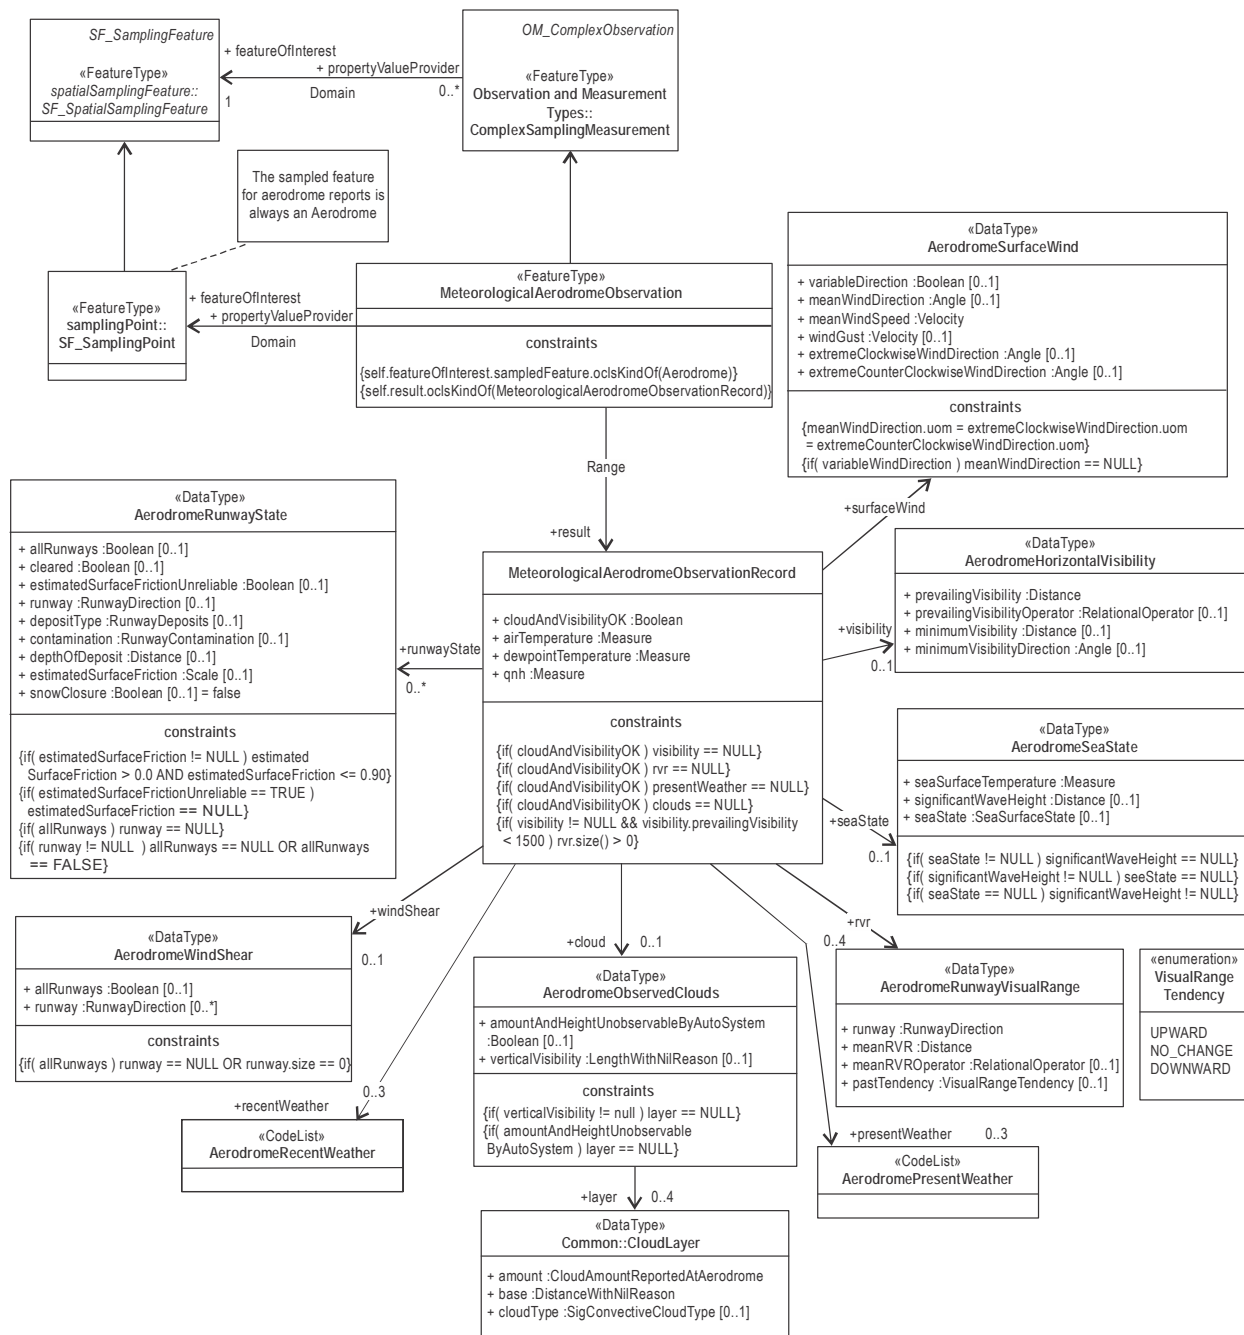 SF_SamplingFeature
«FeatureType»
spatialSamplingFeature::
SF_SpatialSamplingFeature
+ featureOfInterest
+ propertyValueProvider
1
Domain
0..*
OM_ComplexObservation
«FeatureType»
Observation and Measurement
Types::
ComplexSamplingMeasurement
The sampled feature
for aerodrome reports is
always an Aerodrome
«FeatureType»
samplingPoint::
SF_SamplingPoint
+ featureOfInterest
+ propertyValueProvider
Domain
«FeatureType»
MeteorologicalAerodromeObservation
constraints
{self.featureOfInterest.sampledFeature.oclsKindOf(Aerodrome)}
{self.result.oclsKindOf(MeteorologicalAerodromeObservationRecord)}
«DataType»
AerodromeSurfaceWind
+ variableDirection :Boolean [0..1]
+ meanWindDirection :Angle [0..1]
+ meanWindSpeed :Velocity
+ windGust :Velocity [0..1]
+ extremeClockwiseWindDirection :Angle [0..1]
+ extremeCounterClockwiseWindDirection :Angle [0..1]
constraints
{meanWindDirection.uom = extremeClockwiseWindDirection.uom
= extremeCounterClockwiseWindDirection.uom}
{if( variableWindDirection ) meanWindDirection == NULL}
Range
+result
+surfaceWind
«DataType»
AerodromeRunwayState
+ allRunways :Boolean [0..1]
+ cleared :Boolean [0..1]
+ estimatedSurfaceFrictionUnreliable :Boolean [0..1]
+ runway :RunwayDirection [0..1]
+ depositType :RunwayDeposits [0..1]
+ contamination :RunwayContamination [0..1]
+ depthOfDeposit :Distance [0..1]
+ estimatedSurfaceFriction :Scale [0..1]
+ snowClosure :Boolean [0..1] = false
constraints
{if( estimatedSurfaceFriction != NULL ) estimated
SurfaceFriction > 0.0 AND estimatedSurfaceFriction <= 0.90}
{if( estimatedSurfaceFrictionUnreliable == TRUE )
estimatedSurfaceFriction == NULL}
{if( allRunways ) runway == NULL}
{if( runway != NULL ) allRunways == NULL OR allRunways
== FALSE}
+runwayState
0..*
MeteorologicalAerodromeObservationRecord
+ cloudAndVisibilityOK :Boolean
+ airTemperature :Measure
+ dewpointTemperature :Measure
+ qnh :Measure
constraints
{if( cloudAndVisibilityOK ) visibility == NULL}
{if( cloudAndVisibilityOK ) rvr == NULL}
{if( cloudAndVisibilityOK ) presentWeather == NULL}
{if( cloudAndVisibilityOK ) clouds == NULL}
{if( visibility != NULL && visibility.prevailingVisibility
< 1500 ) rvr.size() > 0}
+visibility
0..1
«DataType»
AerodromeHorizontalVisibility
+ prevailingVisibility :Distance
+ prevailingVisibilityOperator :RelationalOperator [0..1]
+ minimumVisibility :Distance [0..1]
+ minimumVisibilityDirection :Angle [0..1]
+seaState
0..1
«DataType»
AerodromeSeaState
+ seaSurfaceTemperature :Measure
+ significantWaveHeight :Distance [0..1]
+ seaState :SeaSurfaceState [0..1]
{if( seaState != NULL ) significantWaveHeight == NULL}
{if( significantWaveHeight != NULL ) seeState == NULL}
{if( seaState == NULL ) significantWaveHeight != NULL}
+windShear
0..1
«DataType»
AerodromeWindShear
+ allRunways :Boolean [0..1]
+ runway :RunwayDirection [0..*]
constraints
{if( allRunways ) runway == NULL OR runway.size == 0}
+recentWeather
0..3
«CodeList»
AerodromeRecentWeather
+cloud
0..1
«DataType»
AerodromeObservedClouds
+ amountAndHeightUnobservableByAutoSystem
:Boolean [0..1]
+ verticalVisibility :LengthWithNilReason [0..1]
constraints
{if( verticalVisibility != null ) layer == NULL}
{if( amountAndHeightUnobservable
ByAutoSystem ) layer == NULL}
+layer
0..4
«DataType»
Common::CloudLayer
+ amount :CloudAmountReportedAtAerodrome
+ base :DistanceWithNilReason
+ cloudType :SigConvectiveCloudType [0..1]
+rvr
0..4
«DataType»
AerodromeRunwayVisualRange
+ runway :RunwayDirection
+ meanRVR :Distance
+ meanRVROperator :RelationalOperator [0..1]
+ pastTendency :VisualRangeTendency [0..1]
«enumeration»
VisualRange
Tendency
UPWARD
NO_CHANGE
DOWNWARD
+presentWeather
0..3
«CodeList»
AerodromePresentWeather